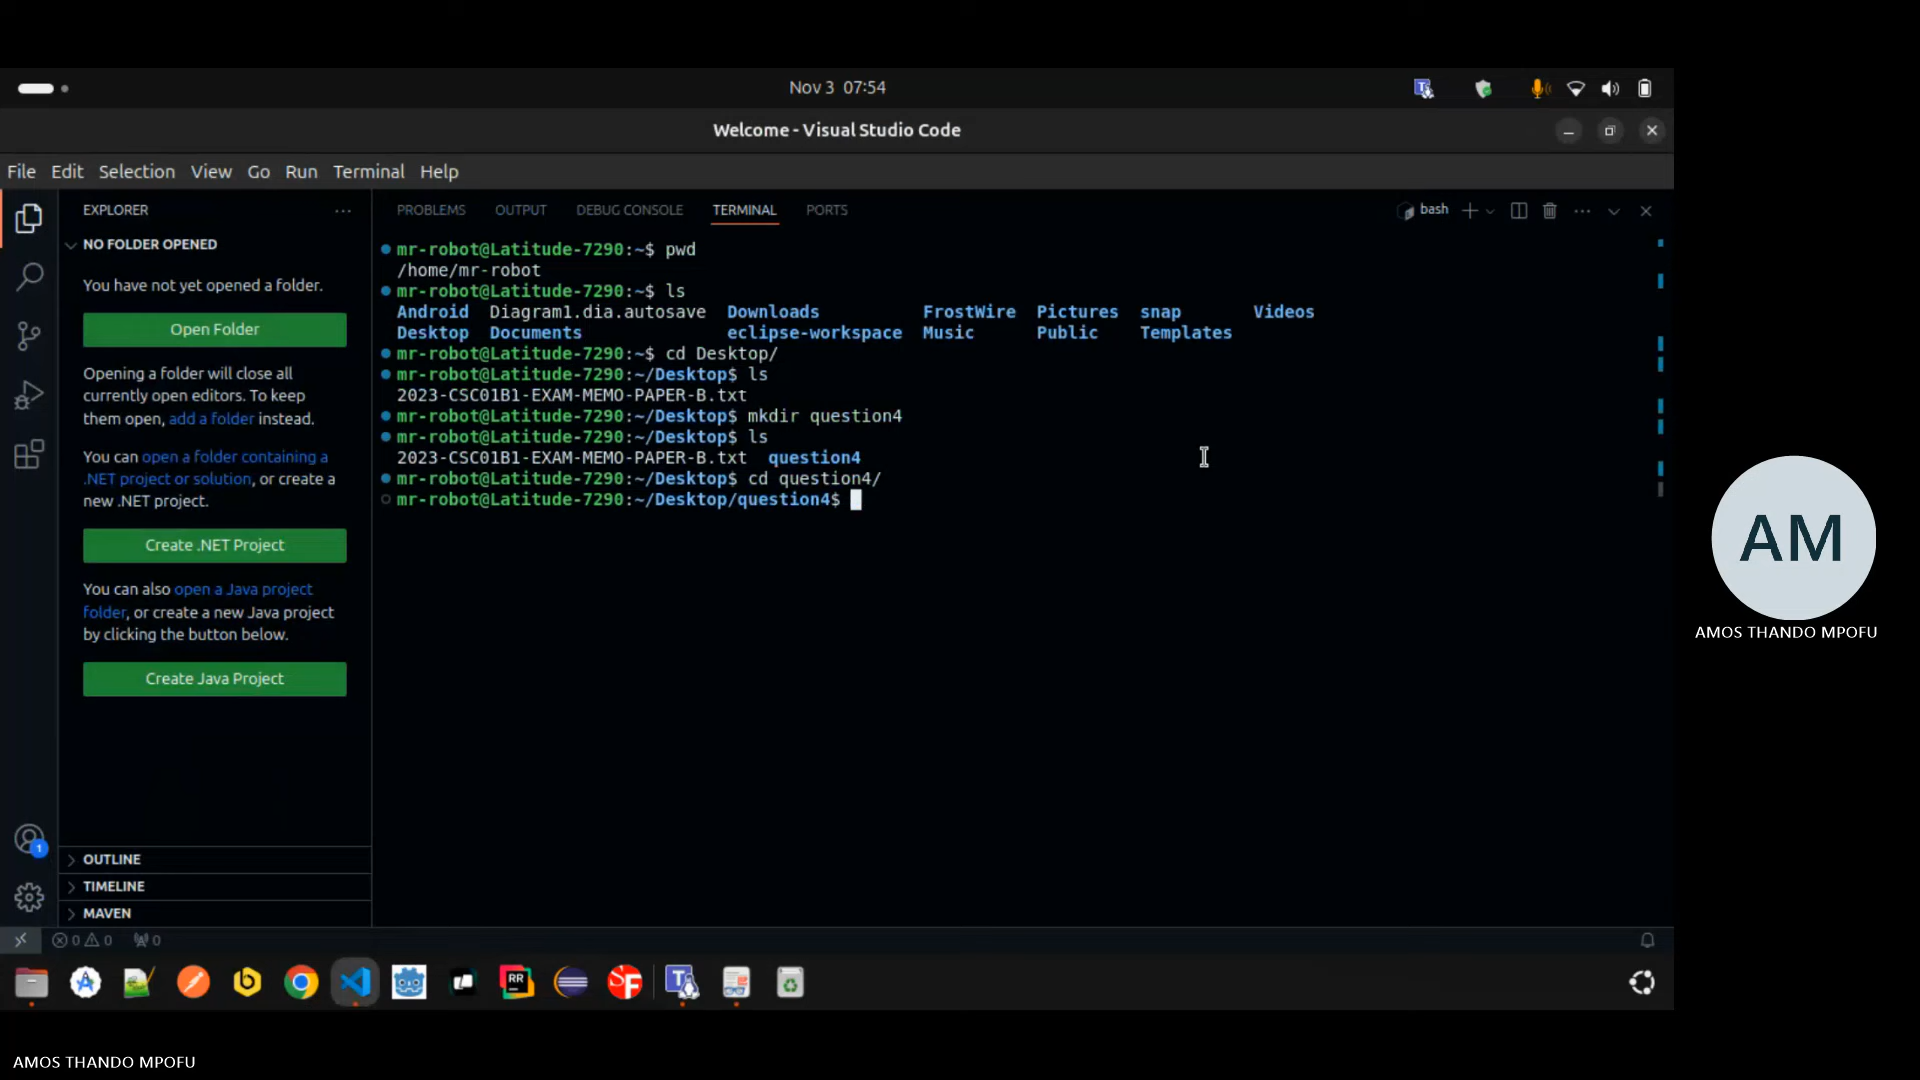 Nov 3 07:54
Welcome - Visual Studio Code
File Edit Selection View Go Run Terminal Help
EXPLORER
PROBLEMS OUTPUT DEBUG CONSOLE TERMINAL PORTS
bash
NO FOLDER OPENED
You have not yet opened a folder.
Open Folder
Opening a folder will close all
currently open editors. To keep
them open, add a folder instead.
You can open a folder containing a
.NET project or solution, or create a
new .NET project.
Create .NET Project
You can also open a Java project
folder, or create a new Java project
by clicking the button below.
Create Java Project
OUTLINE
TIMELINE
MAVEN
mr-robot@Latitude-7290:~$ pwd
/home/mr-robot
mr-robot@Latitude-7290:~$ ls
Android Diagram1.dia.autosave Downloads FrostWire Pictures snap Videos
Desktop Documents eclipse-workspace Music Public Templates
mr-robot@Latitude-7290:~$ cd Desktop/
mr-robot@Latitude-7290:~/Desktop$ ls
2023-CSC01B1-EXAM-MEMO-PAPER-B.txt
mr-robot@Latitude-7290:~/Desktop$ mkdir question4
mr-robot@Latitude-7290:~/Desktop$ ls
2023-CSC01B1-EXAM-MEMO-PAPER-B.txt question4
mr-robot@Latitude-7290:~/Desktop$ cd question4/
mr-robot@Latitude-7290:~/Desktop/question4$
1
0 0 0
RR
SF
T
AM
AMOS THANDO MPOFU
AMOS THANDO MPOFU